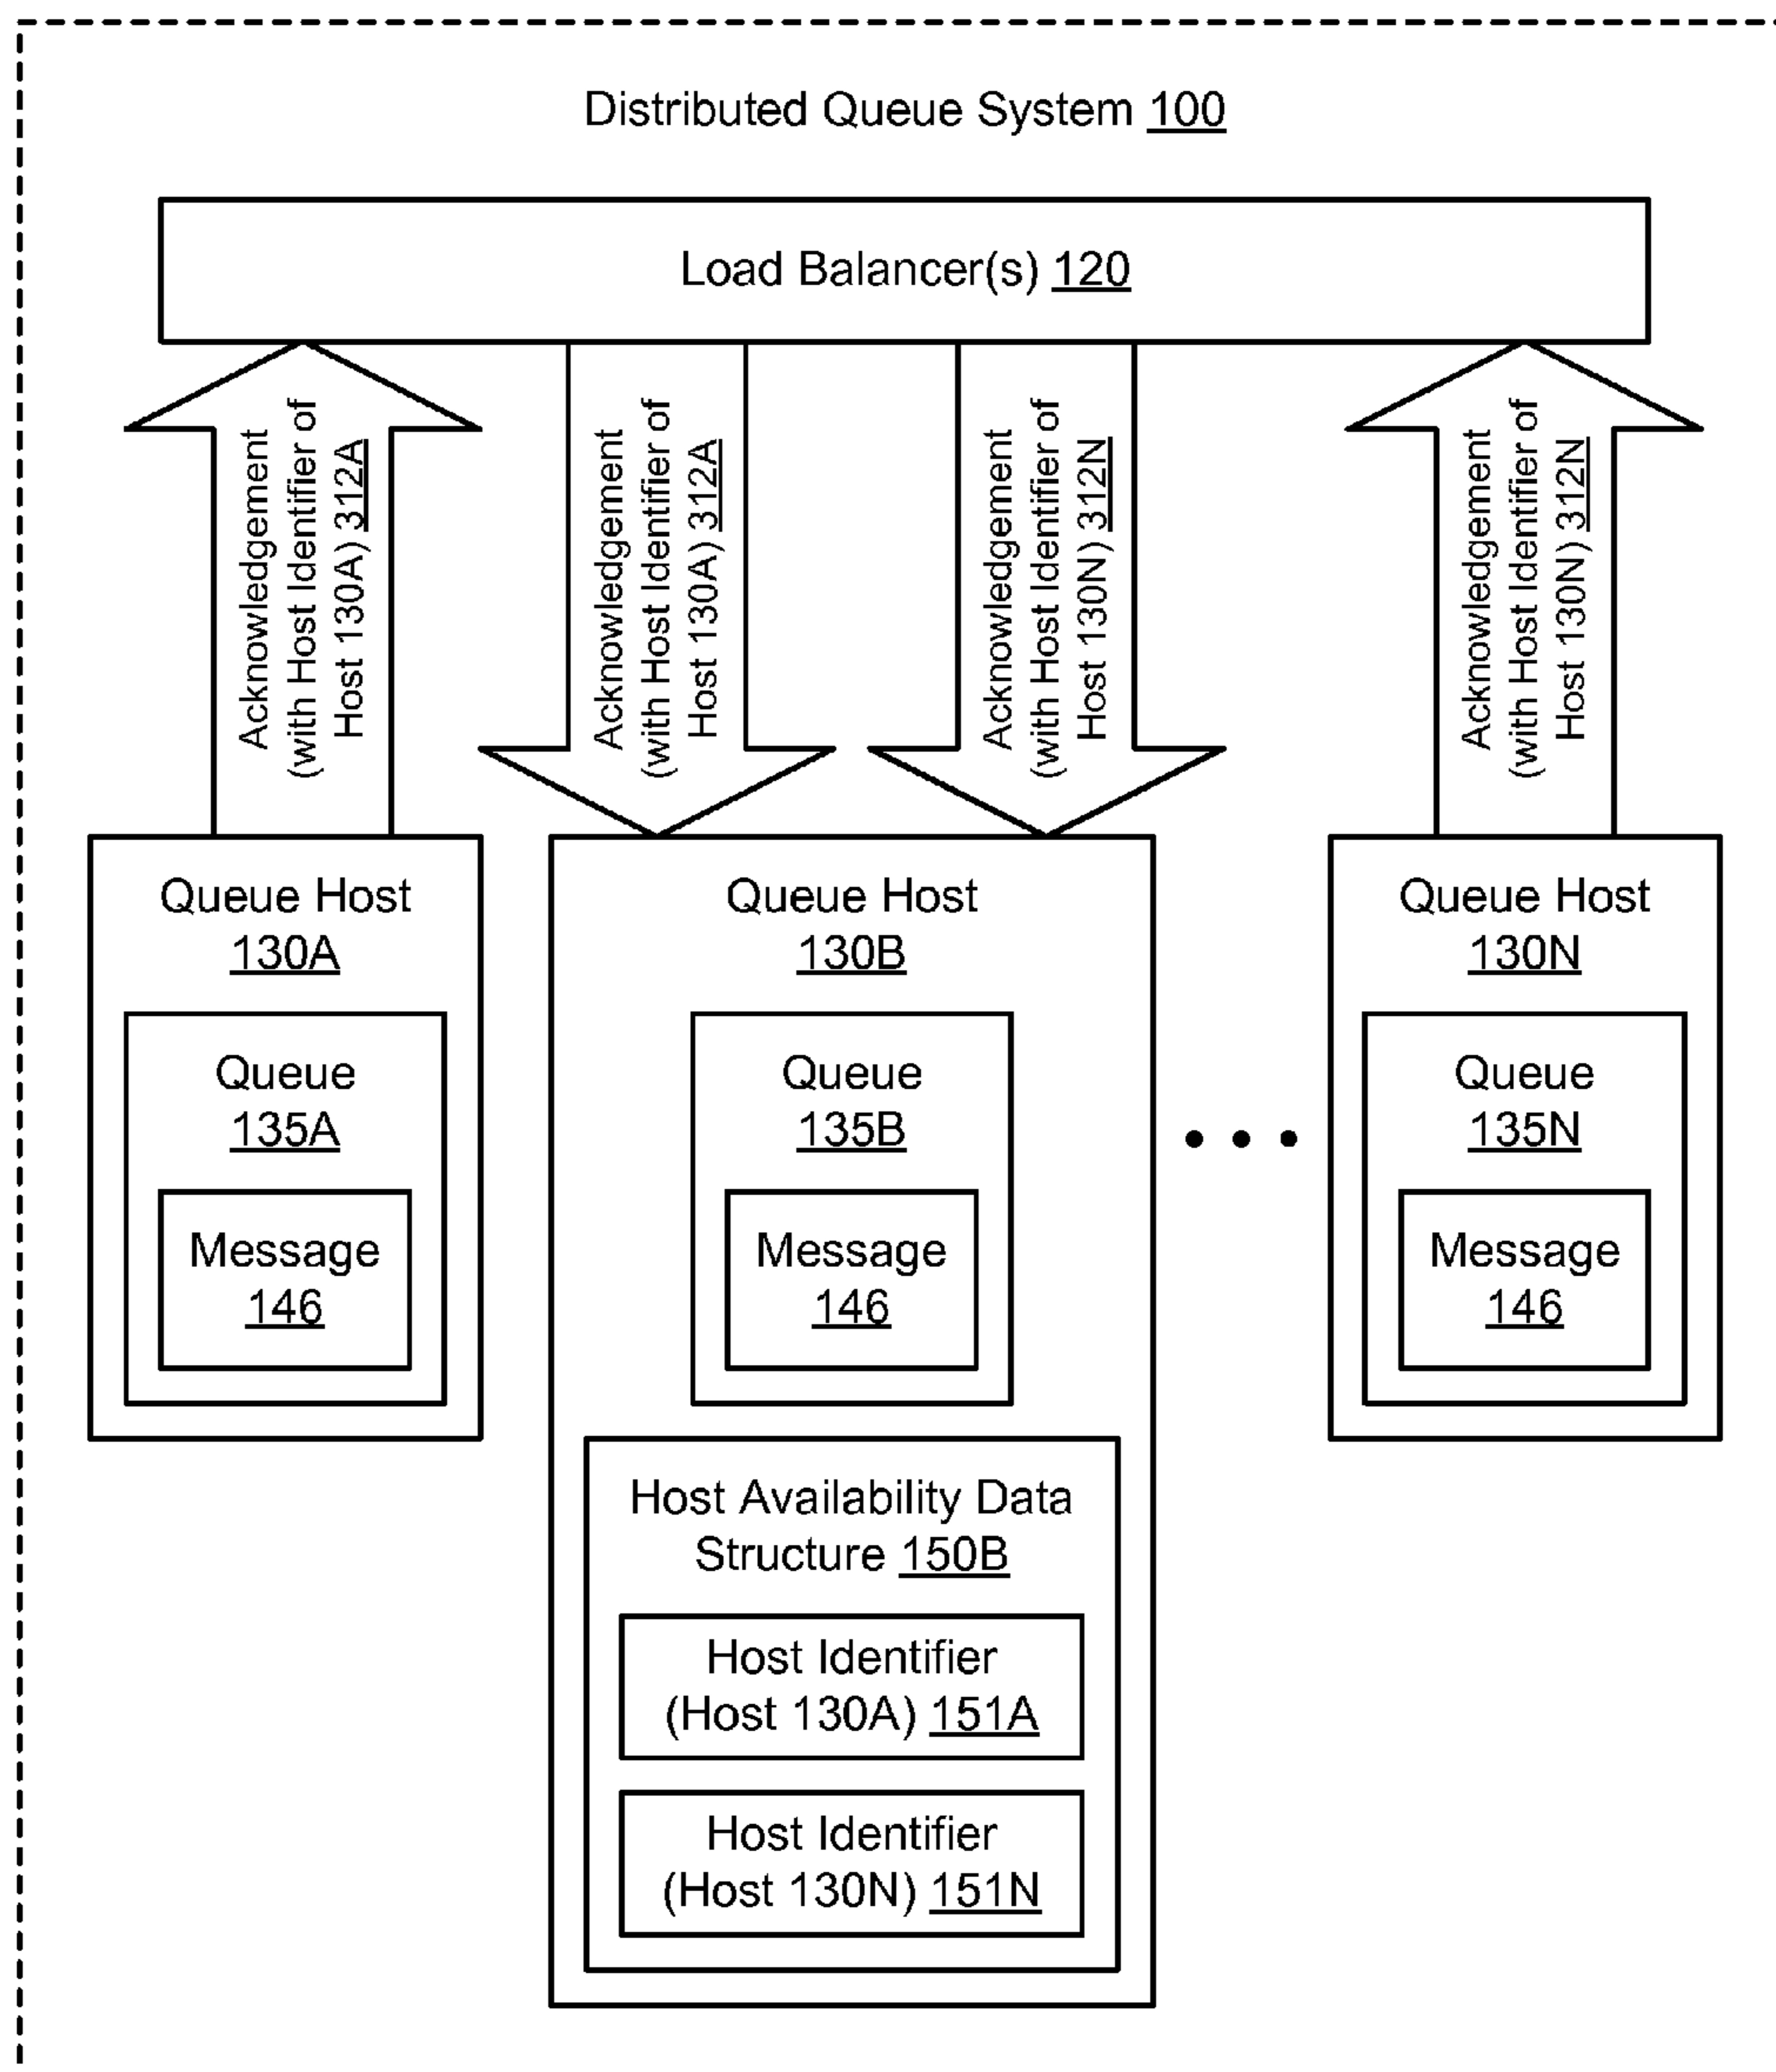 Distributed Queue System 100
Load Balancer(s) 120
Acknowledgement
(with Host Identifier of
Host 130A) 312A
Acknowledgement
(with Host Identifier of
Host 130A) 312A
Acknowledgement
(with Host Identifier of
Host 130N) 312N
Acknowledgement
(with Host Identifier of
Host 130N) 312N
Queue Host
130A
Queue
135A
Message
146
Queue Host
130B
Queue
135B
Message
146
Host Availability Data
Structure 150B
Host Identifier
(Host 130A) 151A
Host Identifier
(Host 130N) 151N
Queue Host
130N
Queue
135N
Message
146